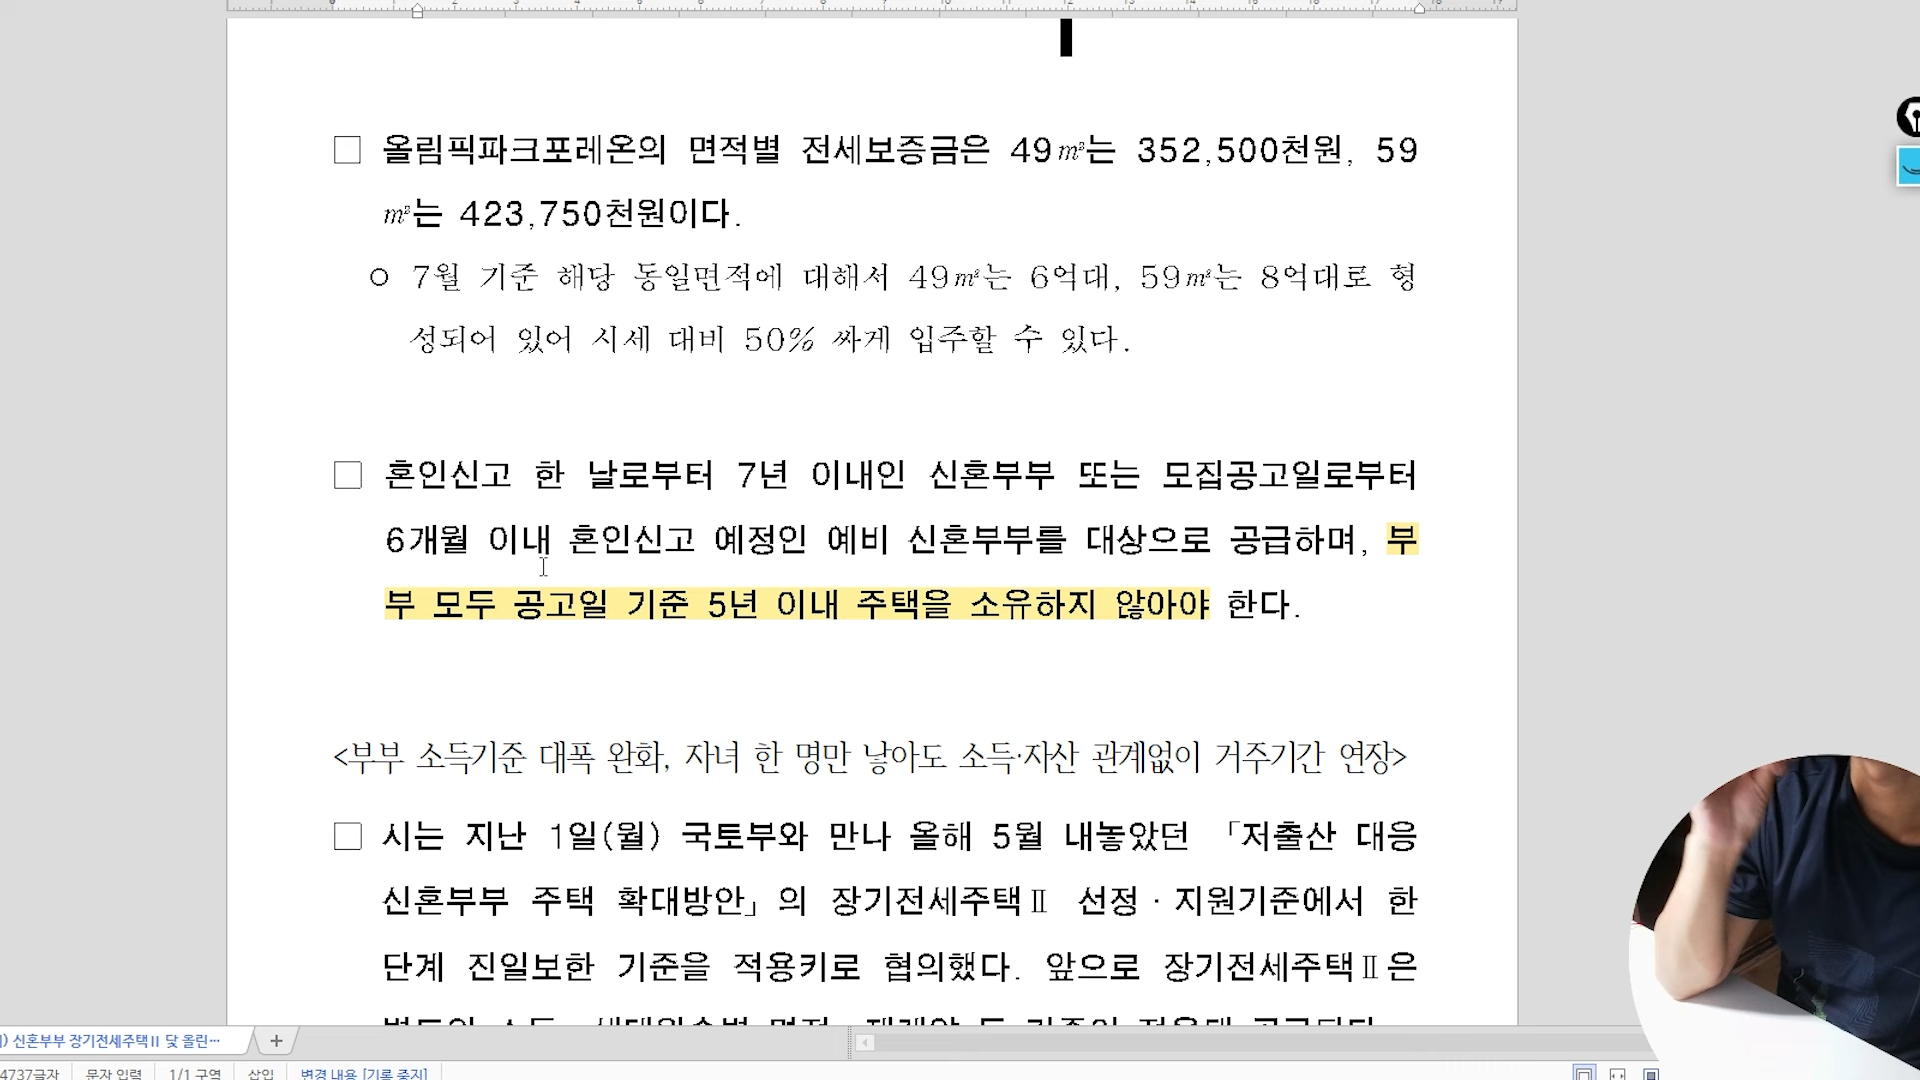 □ 올림픽파크포레온의 면적별 전세보증금은 49㎡는 352,500천원, 59
㎡는 423,750천원이다.
○ 7월 기준 해당 동일면적에 대해서 49㎡는 6억대, 59㎡는 8억대로 형
성되어 있어 시세 대비 50% 싸게 입주할 수 있다.
□ 혼인신고 한 날로부터 7년 이내인 신혼부부 또는 모집공고일로부터
6개월 이내 혼인신고 예정인 예비 신혼부부를 대상으로 공급하며, 부
부 모두 공고일 기준 5년 이내 주택을 소유하지 않아야 한다.
<부부 소득기준 대폭 완화, 자녀 한 명만 낳아도 소득·자산 관계없이 거주기간 연장>
□ 시는 지난 1일(월) 국토부와 만나 올해 5월 내놓았던 「저출산 대응
신혼부부 주택 확대방안」의 장기전세주택Ⅱ 선정·지원기준에서 한
단계 진일보한 기준을 적용키로 협의했다. 앞으로 장기전세주택Ⅱ은
) 신혼부부 장기전세주택Ⅱ 닻 올린…
4737글자 문자 입력 1/1 구역 삽입 변경 내용 [기록 중지]